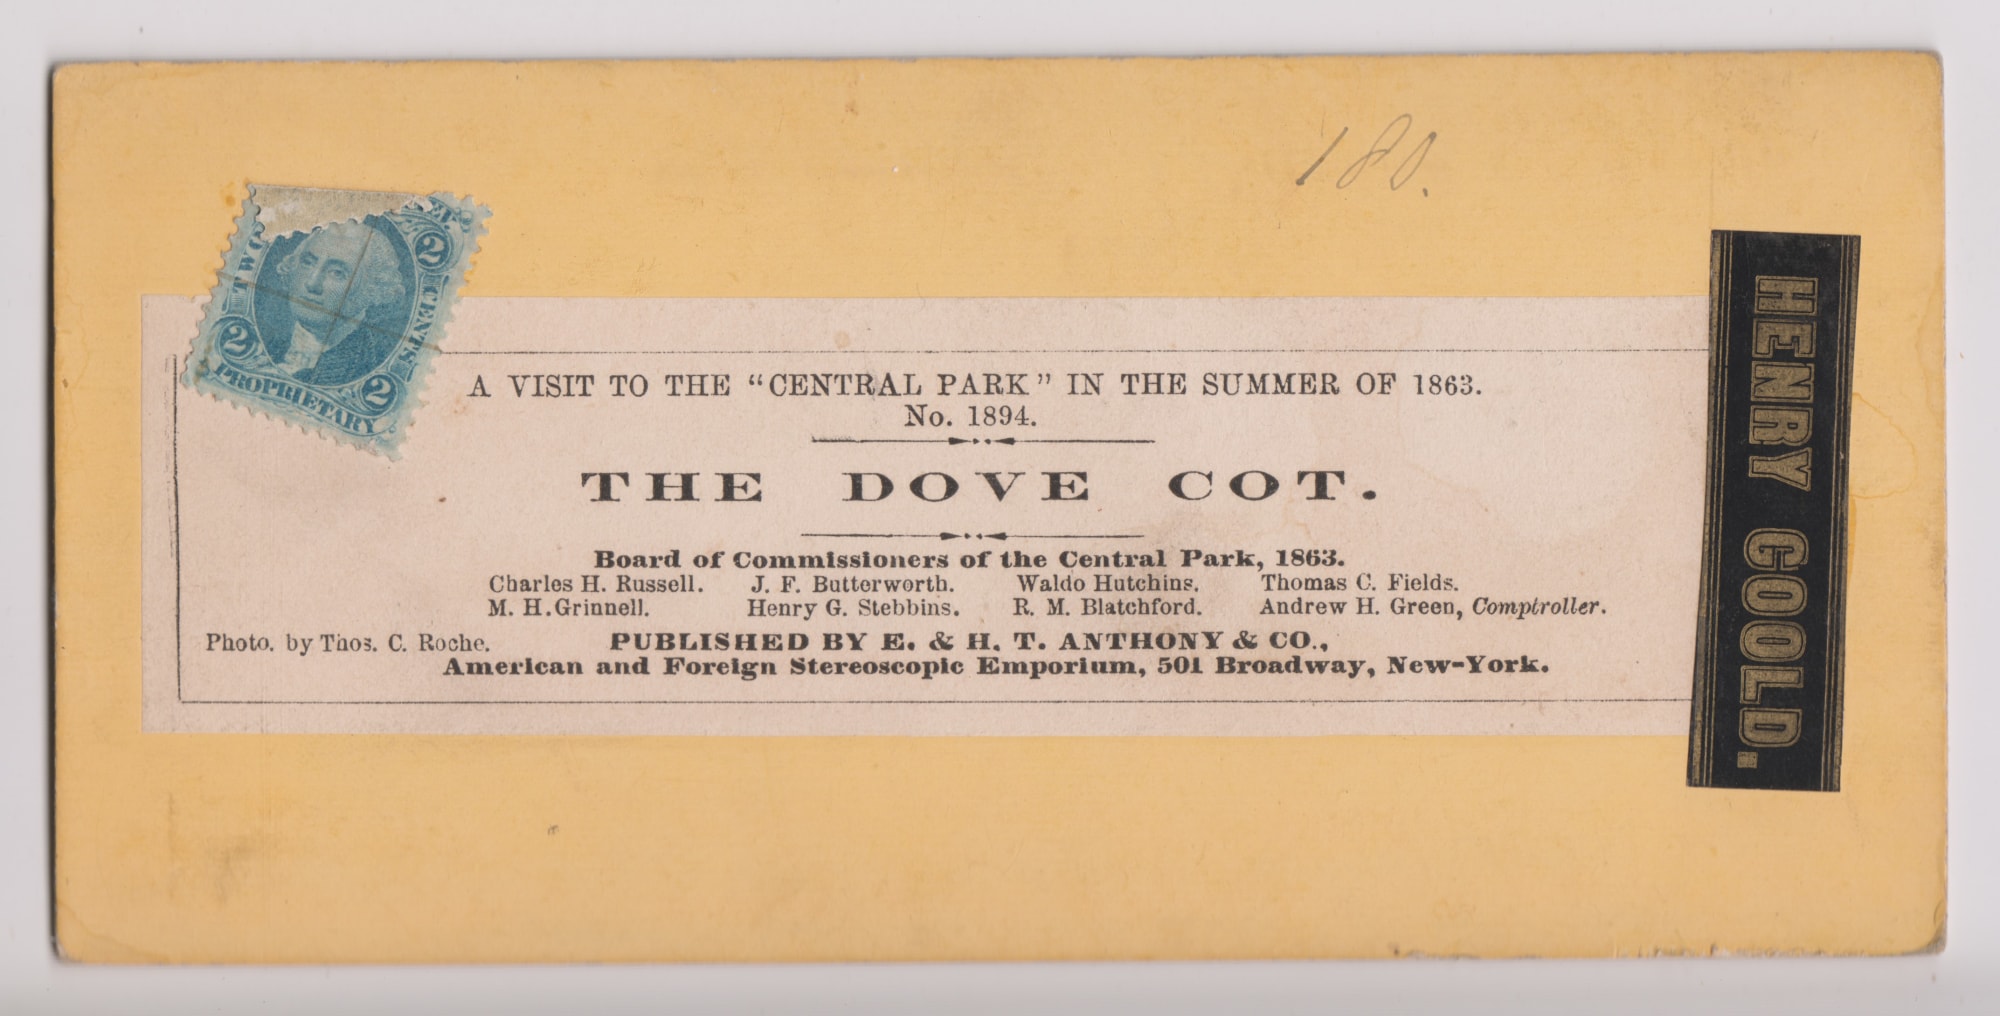 180.
TWO
2
CENTS
2
PROPRIETARY
2
A VISIT TO THE “CENTRAL PARK” IN THE SUMMER OF 1863.
No. 1894.
THE DOVE COT.
Board of Commissioners of the Central Park, 1863.
Charles H. Russell. J. F. Butterworth. Waldo Hutchins. Thomas C. Fields.
M. H. Grinnell. Henry G. Stebbins. R. M. Blatchford. Andrew H. Green, Comptroller.
Photo. by Thos. C. Roche. PUBLISHED BY E. & H. T. ANTHONY & CO.,
American and Foreign Stereoscopic Emporium, 501 Broadway, New-York.
HENRY GOOLD.